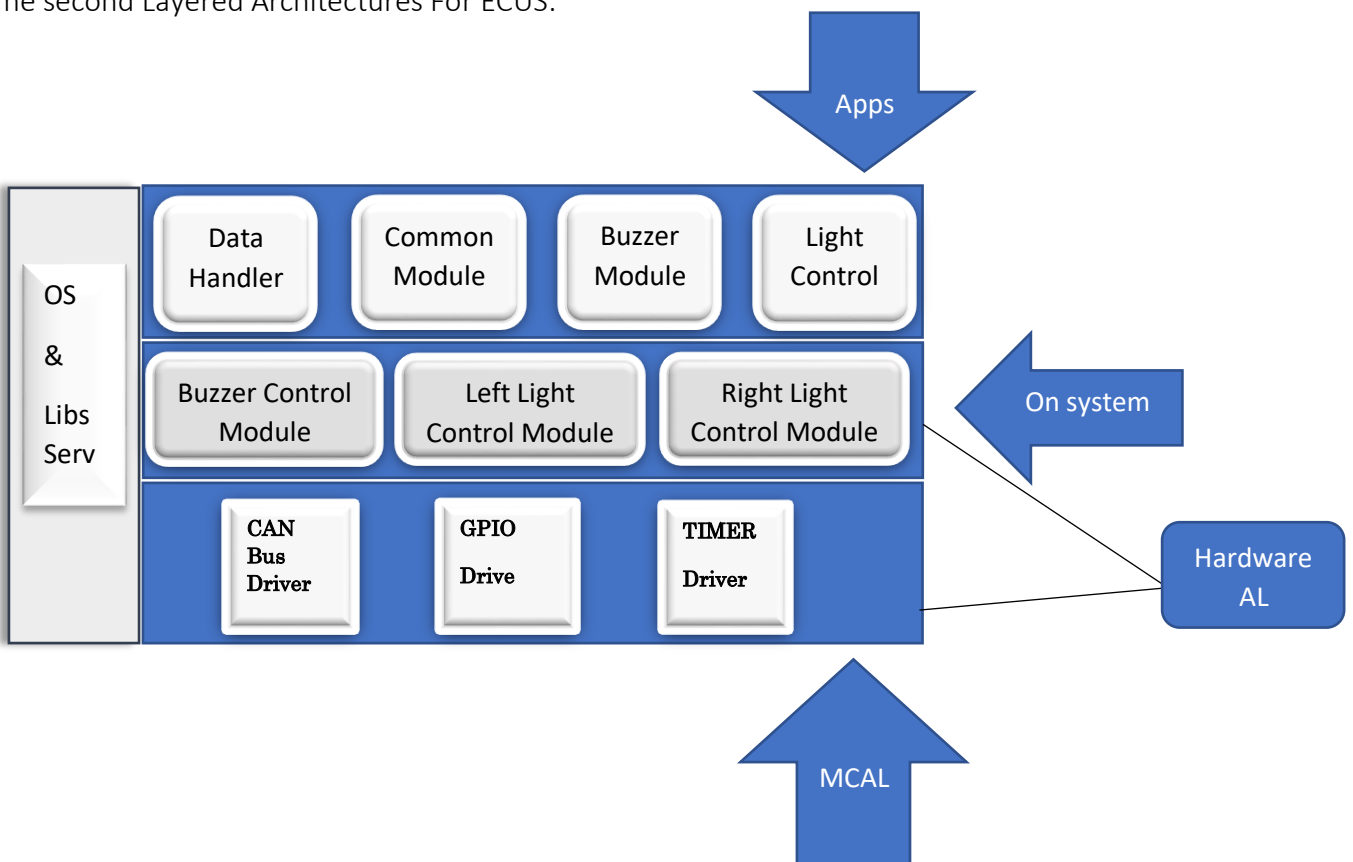 he second Layered Architectures For ECUS:
Apps
Data
Handler
Common
Module
Buzzer
Module
Light
Control
OS
&
Libs
Serv
Buzzer Control
Module
Left Light
Control Module
Right Light
Control Module
On system
CAN
Bus
Driver
GPIO
Drive
TIMER
Driver
Hardware
AL
MCAL